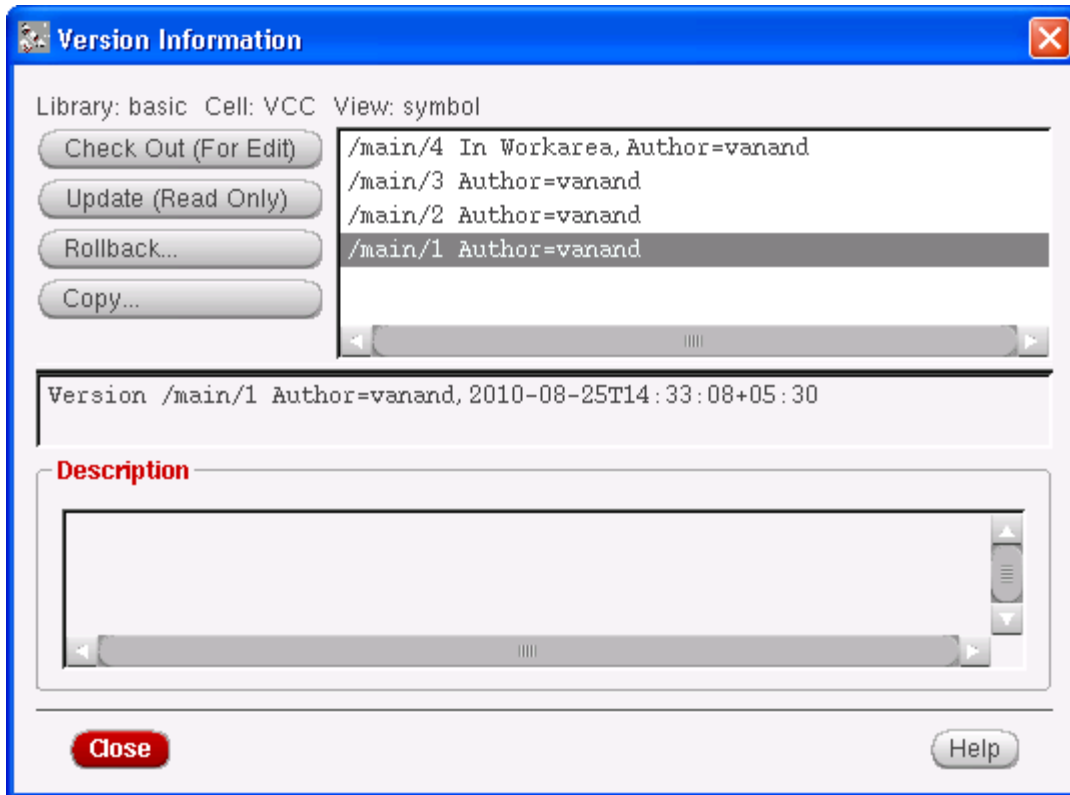 Version Information
Library: basic Cell: VCC View: symbol
Check Out (For Edit)
Update (Read Only)
Rollback...
Copy...
/main/4 In Workarea, Author=vanand
/main/3 Author=vanand
/main/2 Author=vanand
/main/1 Author=vanand
Version /main/1 Author=vanand, 2010-08-25T14:33:08+05:30
Description
Close
Help